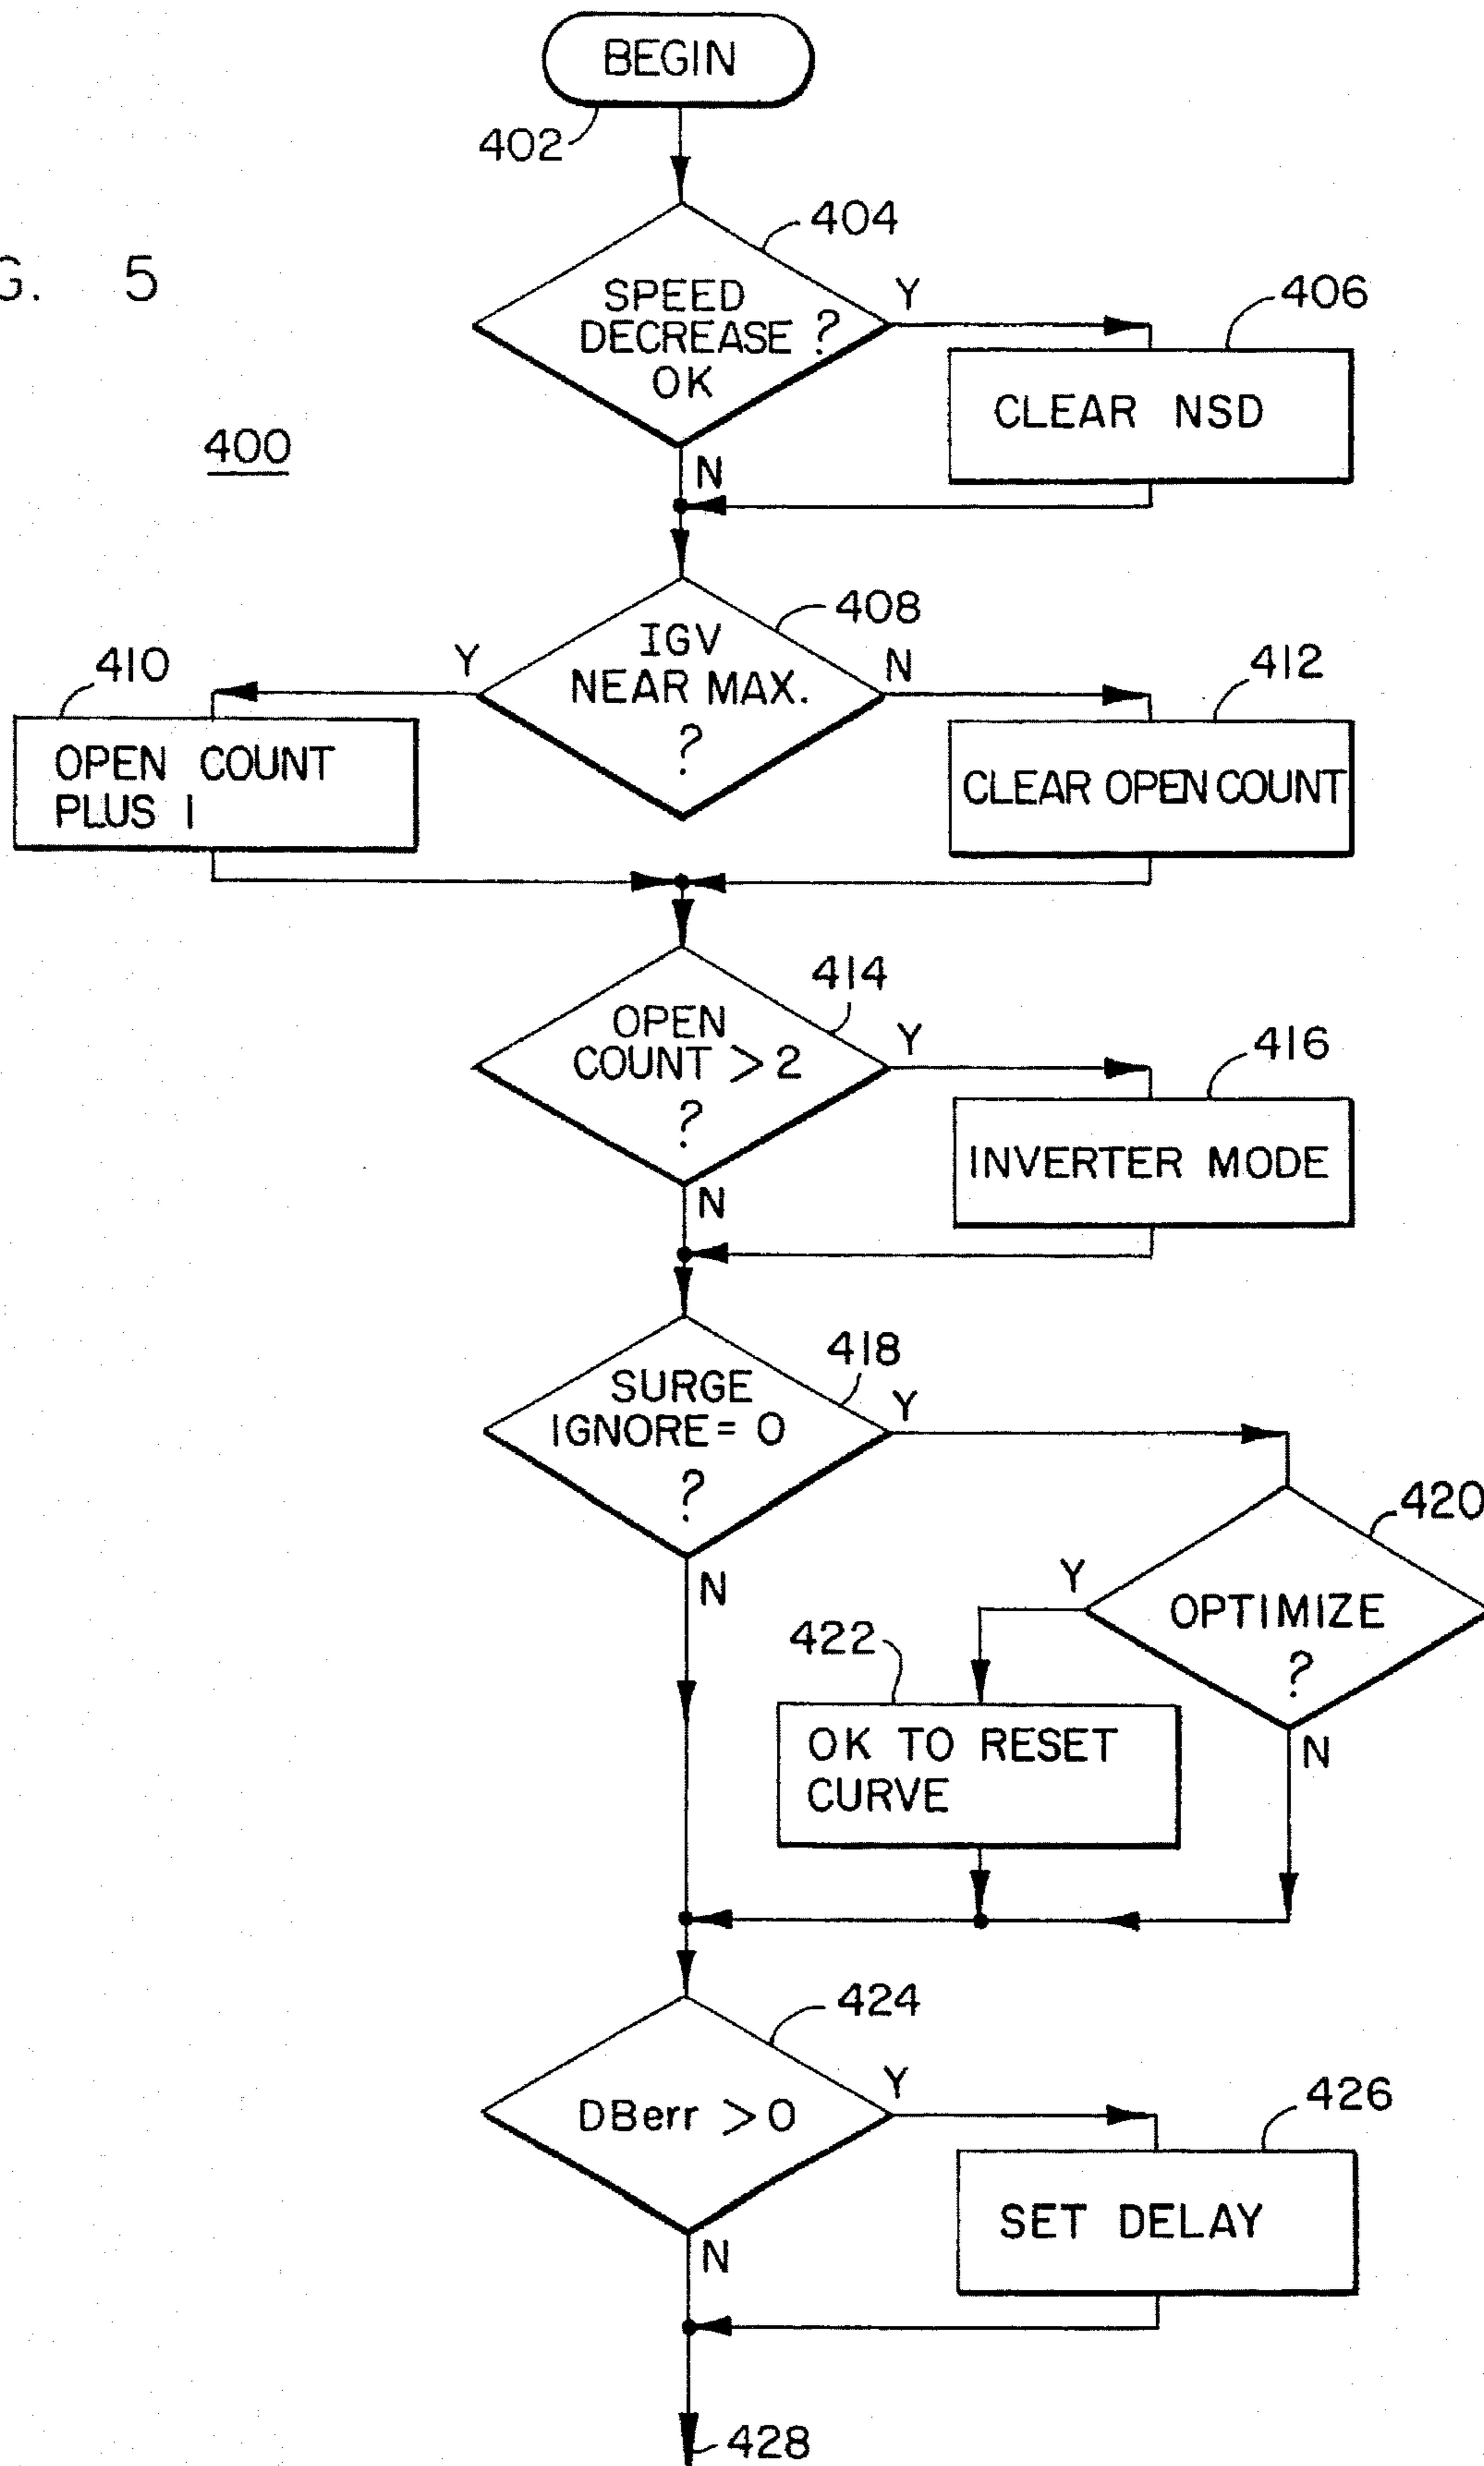 BEGIN
402
404
G. 5
SPEED
DECREASE ?
OK
Y
406
CLEAR NSD
400
N
408
IGV
NEAR MAX.
?
Y
N
410
OPEN COUNT
PLUS 1
412
CLEAR OPEN COUNT
414
OPEN
COUNT > 2
?
Y
416
INVERTER MODE
N
418
SURGE
IGNORE = 0
?
Y
420
OPTIMIZE
?
Y
422
OK TO RESET
CURVE
N
N
424
DBerr > 0
Y
426
SET DELAY
N
428